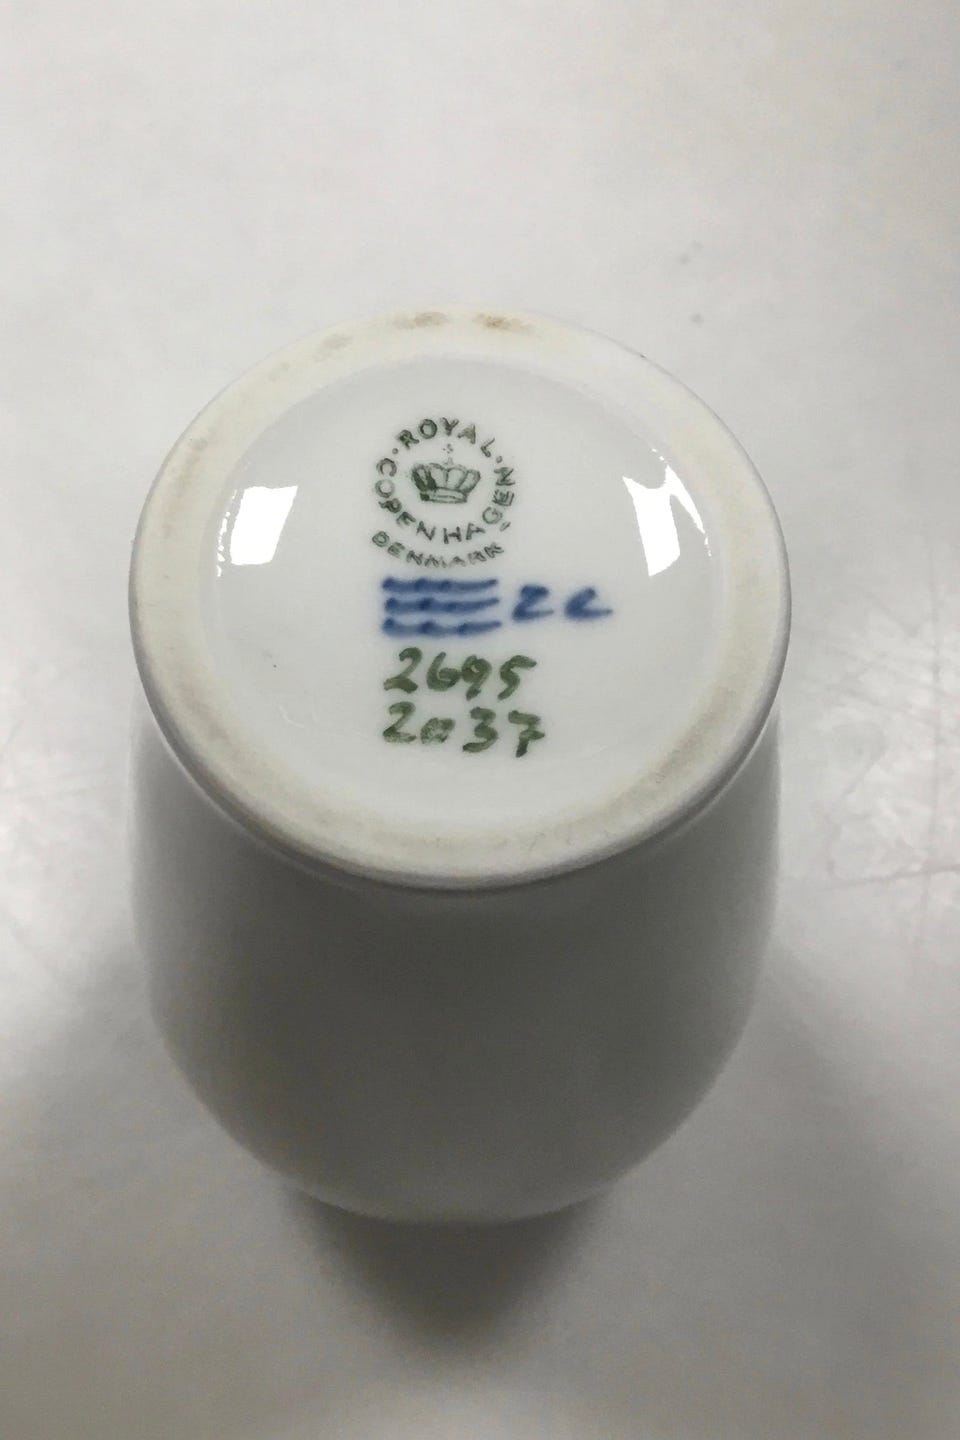 ROYAL
COPENHAGEN
DENMARK
2695
2037